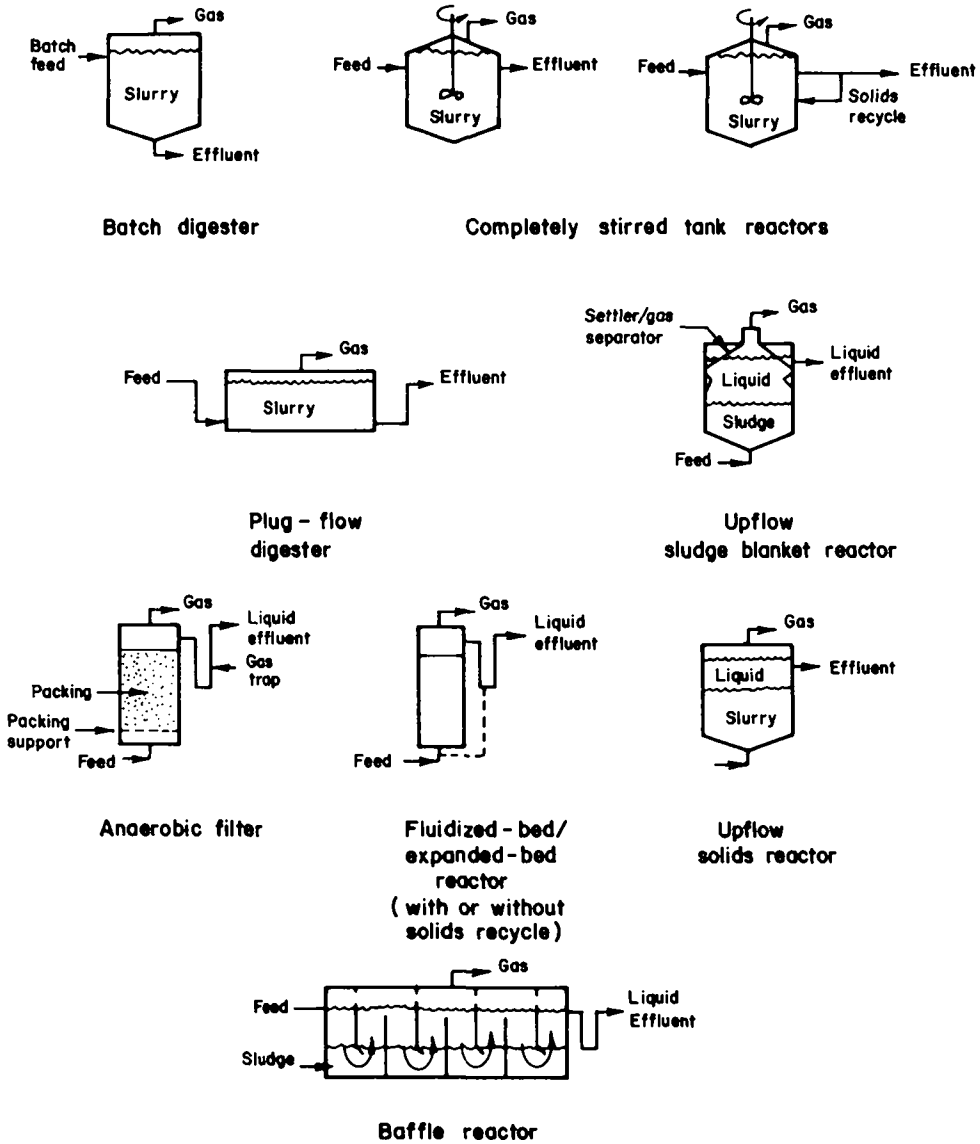 Gas
Batch
feed
Slurry
Effluent
Batch digester
Gas
Feed
Effluent
Slurry
Gas
Feed
Effluent
Solids
recycle
Slurry
Completely stirred tank reactors
Gas
Feed
Effluent
Slurry
Plug-flow
digester
Gas
Settler/gas
separator
Liquid
effluent
Liquid
Sludge
Feed
Upflow
sludge blanket reactor
Gas
Liquid
effluent
Gas
trap
Packing
Packing
support
Feed
Anaerobic filter
Gas
Liquid
effluent
Feed
Fluidized-bed/
expanded-bed
reactor
(with or without
solids recycle)
Gas
Effluent
Liquid
Slurry
Upflow
solids reactor
Gas
Feed
Liquid
Effluent
Sludge
Baffle reactor